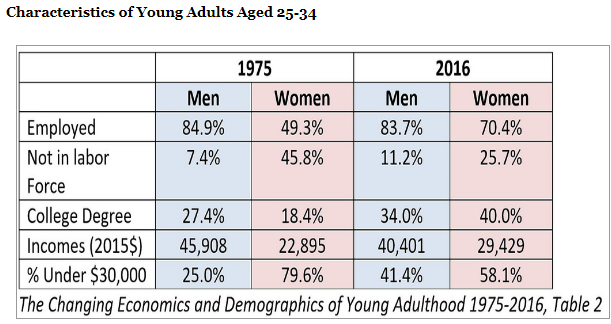 Characteristics of Young Adults Aged 25-34
1975 2016
Men Women Men Women
Employed 84.9% 49.3% 83.7% 70.4%
Not in labor 7.4% 45.8% 11.2% 25.7%
Force
College Degree 27.4% 18.4% 34.0% 40.0%
Incomes (2015$) 45,908 22,895 40,401 29,429
% Under $30,000 25.0% 79.6% 41.4% 58.1%
The Changing Economics and Demographics of Young Adulthood 1975-2016, Table 2